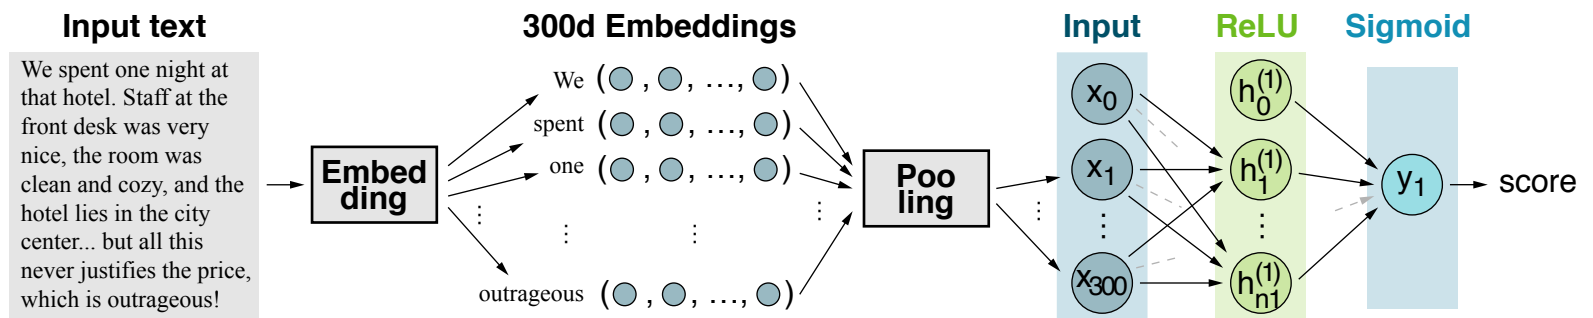 Input text
We spent one night at
that hotel. Staff at the
front desk was very
nice, the room was
clean and cozy, and the
hotel lies in the city
center... but all this
never justifies the price,
which is outrageous!
Embed
ding
300d Embeddings
We ( , , ..., )
spent ( , , ..., )
one ( , , ..., )
outrageous ( , , ..., )
Poo
ling
Input
x0
x1
x300
ReLU
h0(1)
h1(1)
hn1(1)
Sigmoid
y1
score